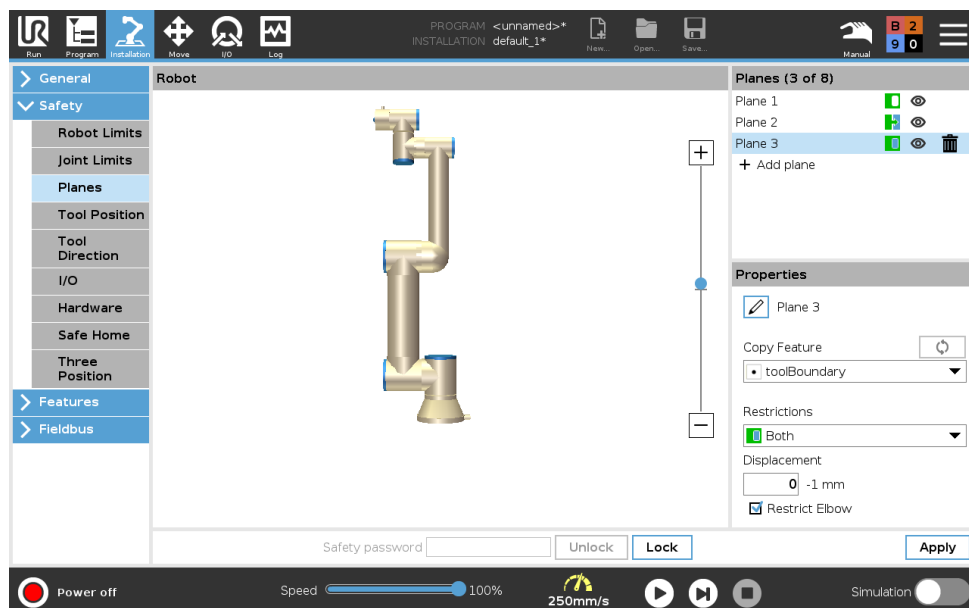 PROGRAM <unnamed>*
INSTALLATION default_1*
Run Program Installation Move I/O Log New... Open... Save... Manual
UR
B 2
9 0
General
Safety
Robot Limits
Joint Limits
Planes
Tool Position
Tool
Direction
I/O
Hardware
Safe Home
Three
Position
Features
Fieldbus
Robot
Planes (3 of 8)
Plane 1
Plane 2
Plane 3
+ Add plane
Properties
Plane 3
Copy Feature
toolBoundary
Restrictions
Both
Displacement
0 -1 mm
Restrict Elbow
Safety password Unlock Lock Apply
Power off Speed 100% 250mm/s Simulation